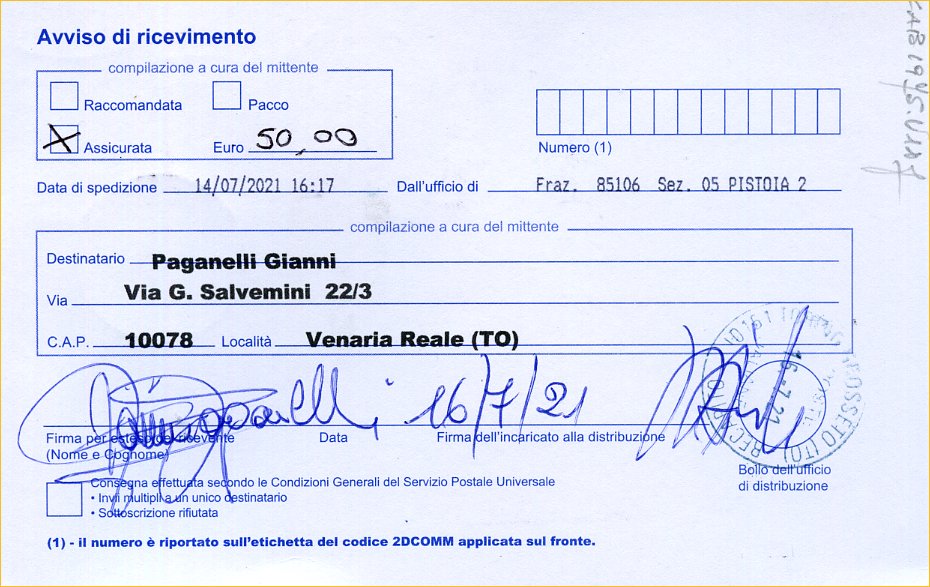 Avviso di ricevimento
compilazione a cura del mittente
Raccomandata Pacco
Assicurata Euro 50,00
Numero (1)
Data di spedizione 14/07/2021 16:17 Dall'ufficio di Fraz. 85106 Sez. 05 PISTOIA 2
compilazione a cura del mittente
Destinatario Paganelli Gianni
Via Via G. Salvemini 22/3
C.A.P. 10078 Località Venaria Reale (TO)
16/7/21
Firma per esteso del ricevente Data Firma dell'incaricato alla distribuzione
(Nome e Cognome)
Bollo dell'ufficio
di distribuzione
Consegna effettuata secondo le Condizioni Generali del Servizio Postale Universale
• Invii multipli a un unico destinatario
• Sottoscrizione rifiutata
(1) - il numero è riportato sull'etichetta del codice 2DCOMM applicata sul fronte.